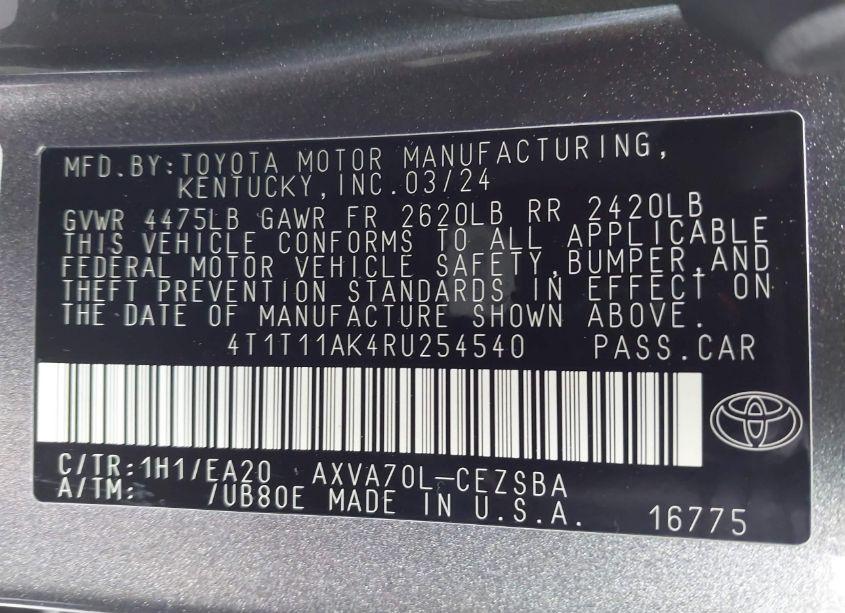 MFD.BY:TOYOTA MOTOR MANUFACTURING,
KENTUCKY,INC.03/24
GVWR 4475LB GAWR FR 2620LB RR 2420LB
THIS VEHICLE CONFORMS TO ALL APPLICABLE
FEDERAL MOTOR VEHICLE SAFETY,BUMPER,AND
THEFT PREVENTION STANDARDS IN EFFECT ON
THE DATE OF MANUFACTURE SHOWN ABOVE.
4T1T11AK4RU254540 PASS.CAR
C/TR:1H1/EA20 AXVA70L-CEZSBA
A/TM: /UB80E MADE IN U.S.A. 16775